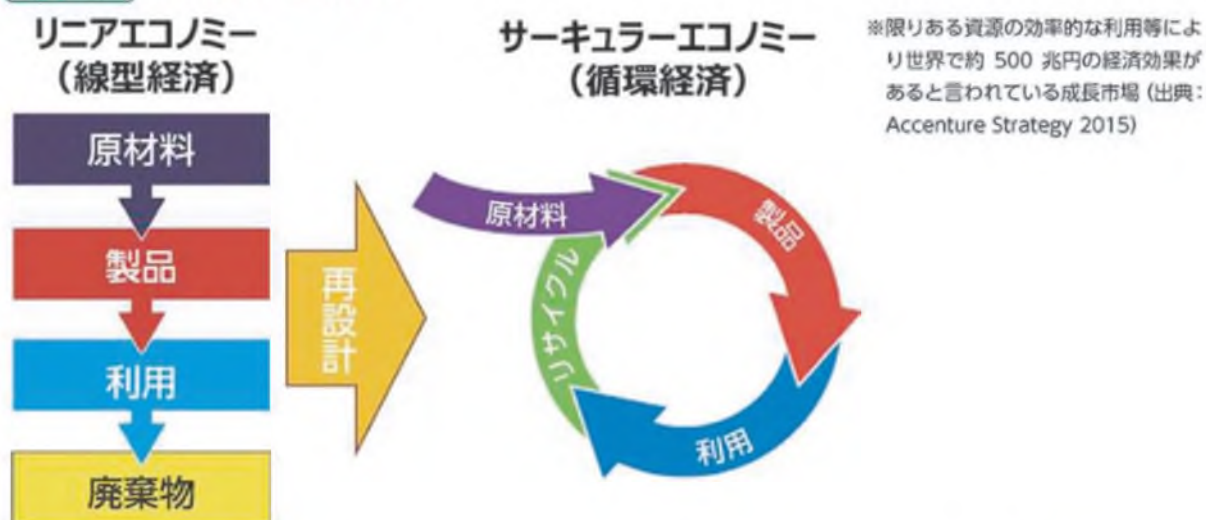 リニアエコノミー
（線型経済）
原材料
製品
利用
廃棄物
再設計
サーキュラーエコノミー
（循環経済）
原材料
製品
利用
リサイクル
※限りある資源の効率的な利用等によ
り世界で約 500 兆円の経済効果が
あると言われている成長市場（出典：
Accenture Strategy 2015）